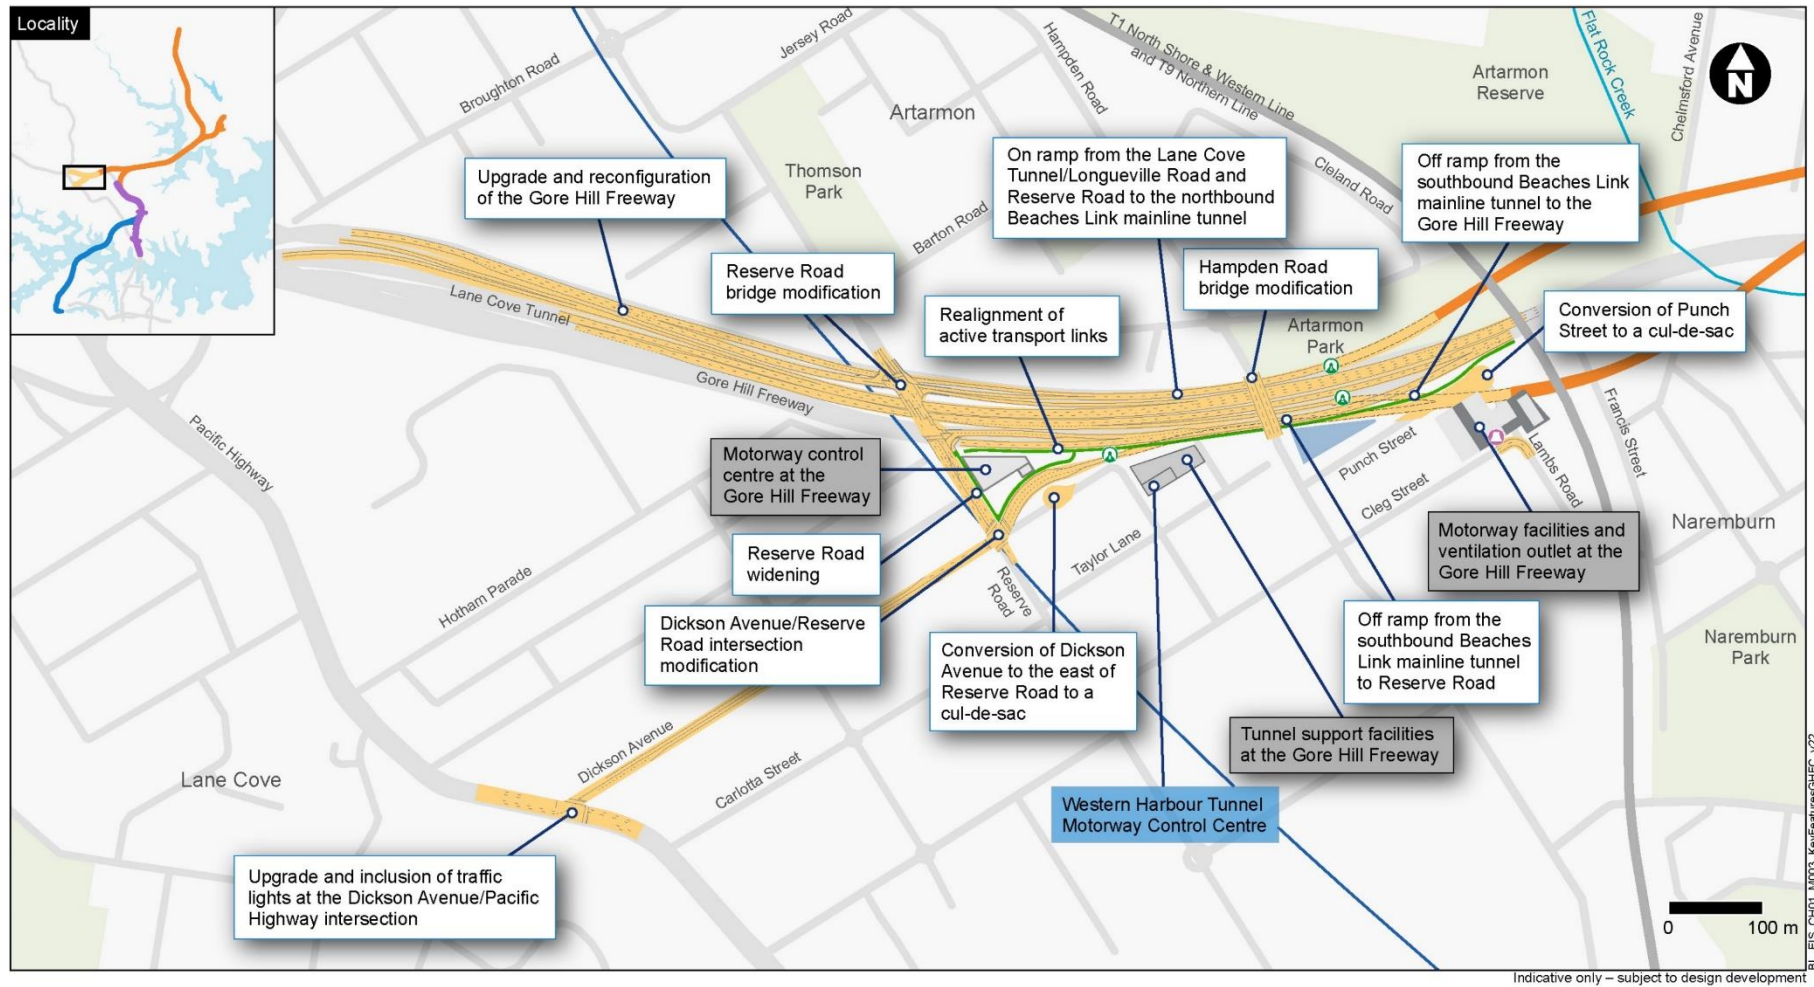 Locality
Jersey Road
Broughton Road
Hampden Road
T1 North Shore & Western Line
and T9 Northern Line
Artarmon
Reserve
Flat Rock Creek
Chelmsford Avenue
N
Artarmon
Thomson
Park
Barton Road
Cleland Road
Upgrade and reconfiguration
of the Gore Hill Freeway
On ramp from the Lane Cove
Tunnel/Longueville Road and
Reserve Road to the northbound
Beaches Link mainline tunnel
Off ramp from the
southbound Beaches Link
mainline tunnel to the
Gore Hill Freeway
Reserve Road
bridge modification
Hampden Road
bridge modification
Realignment of
active transport links
Conversion of Punch
Street to a cul-de-sac
Artarmon
Park
Lane Cove Tunnel
Gore Hill Freeway
Pacific Highway
Francis Street
Punch Street
Lambs Road
Cleg Street
Motorway control
centre at the
Gore Hill Freeway
Motorway facilities and
ventilation outlet at the
Gore Hill Freeway
Naremburn
Reserve Road
widening
Taylor Lane
Hotham Parade
Reserve
Road
Dickson Avenue/Reserve
Road intersection
modification
Conversion of Dickson
Avenue to the east of
Reserve Road to a
cul-de-sac
Off ramp from the
southbound Beaches
Link mainline tunnel
to Reserve Road
Naremburn
Park
Tunnel support facilities
at the Gore Hill Freeway
Dickson Avenue
Carlotta Street
Lane Cove
Western Harbour Tunnel
Motorway Control Centre
Upgrade and inclusion of traffic
lights at the Dickson Avenue/Pacific
Highway intersection
0 100 m
BL_EIS_CH01_M003_KeyFeaturesGHFC_v22
Indicative only – subject to design development